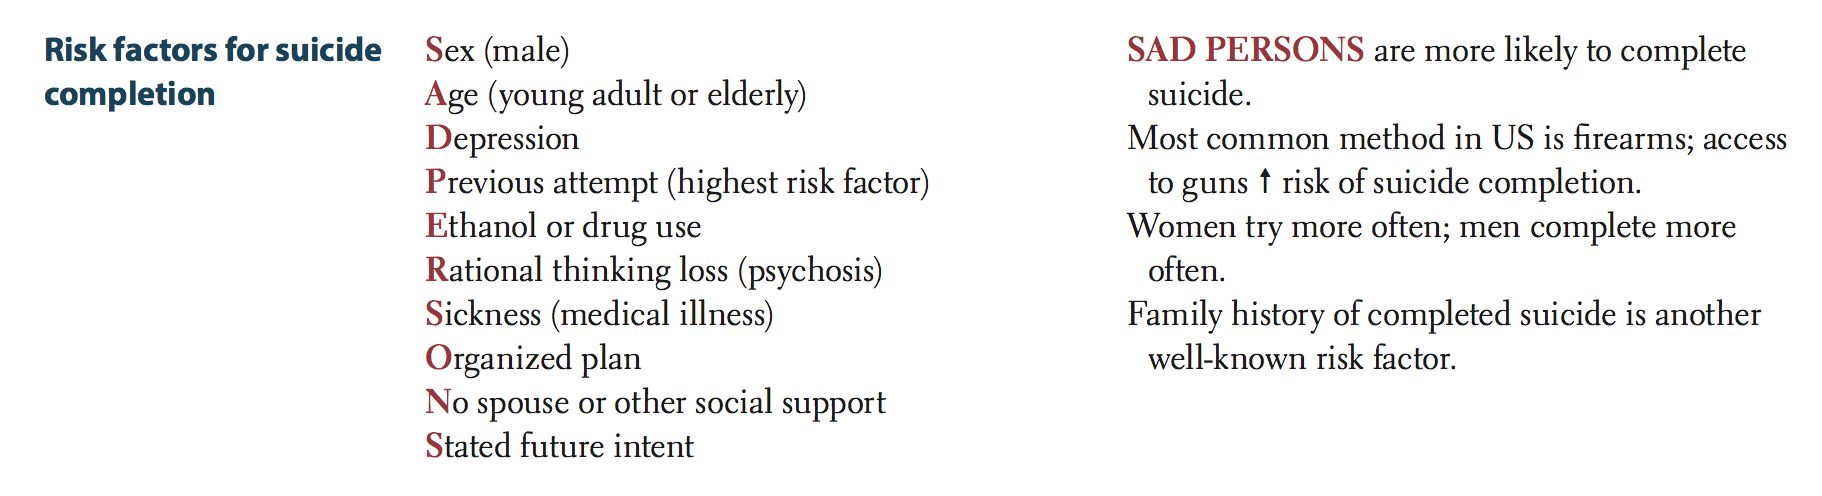 Risk factors for suicide
completion
Sex (male)
Age (young adult or elderly)
Depression
Previous attempt (highest risk factor)
Ethanol or drug use
Rational thinking loss (psychosis)
Sickness (medical illness)
Organized plan
No spouse or other social support
Stated future intent
SAD PERSONS are more likely to complete
suicide.
Most common method in US is firearms; access
to guns ↑ risk of suicide completion.
Women try more often; men complete more
often.
Family history of completed suicide is another
well-known risk factor.